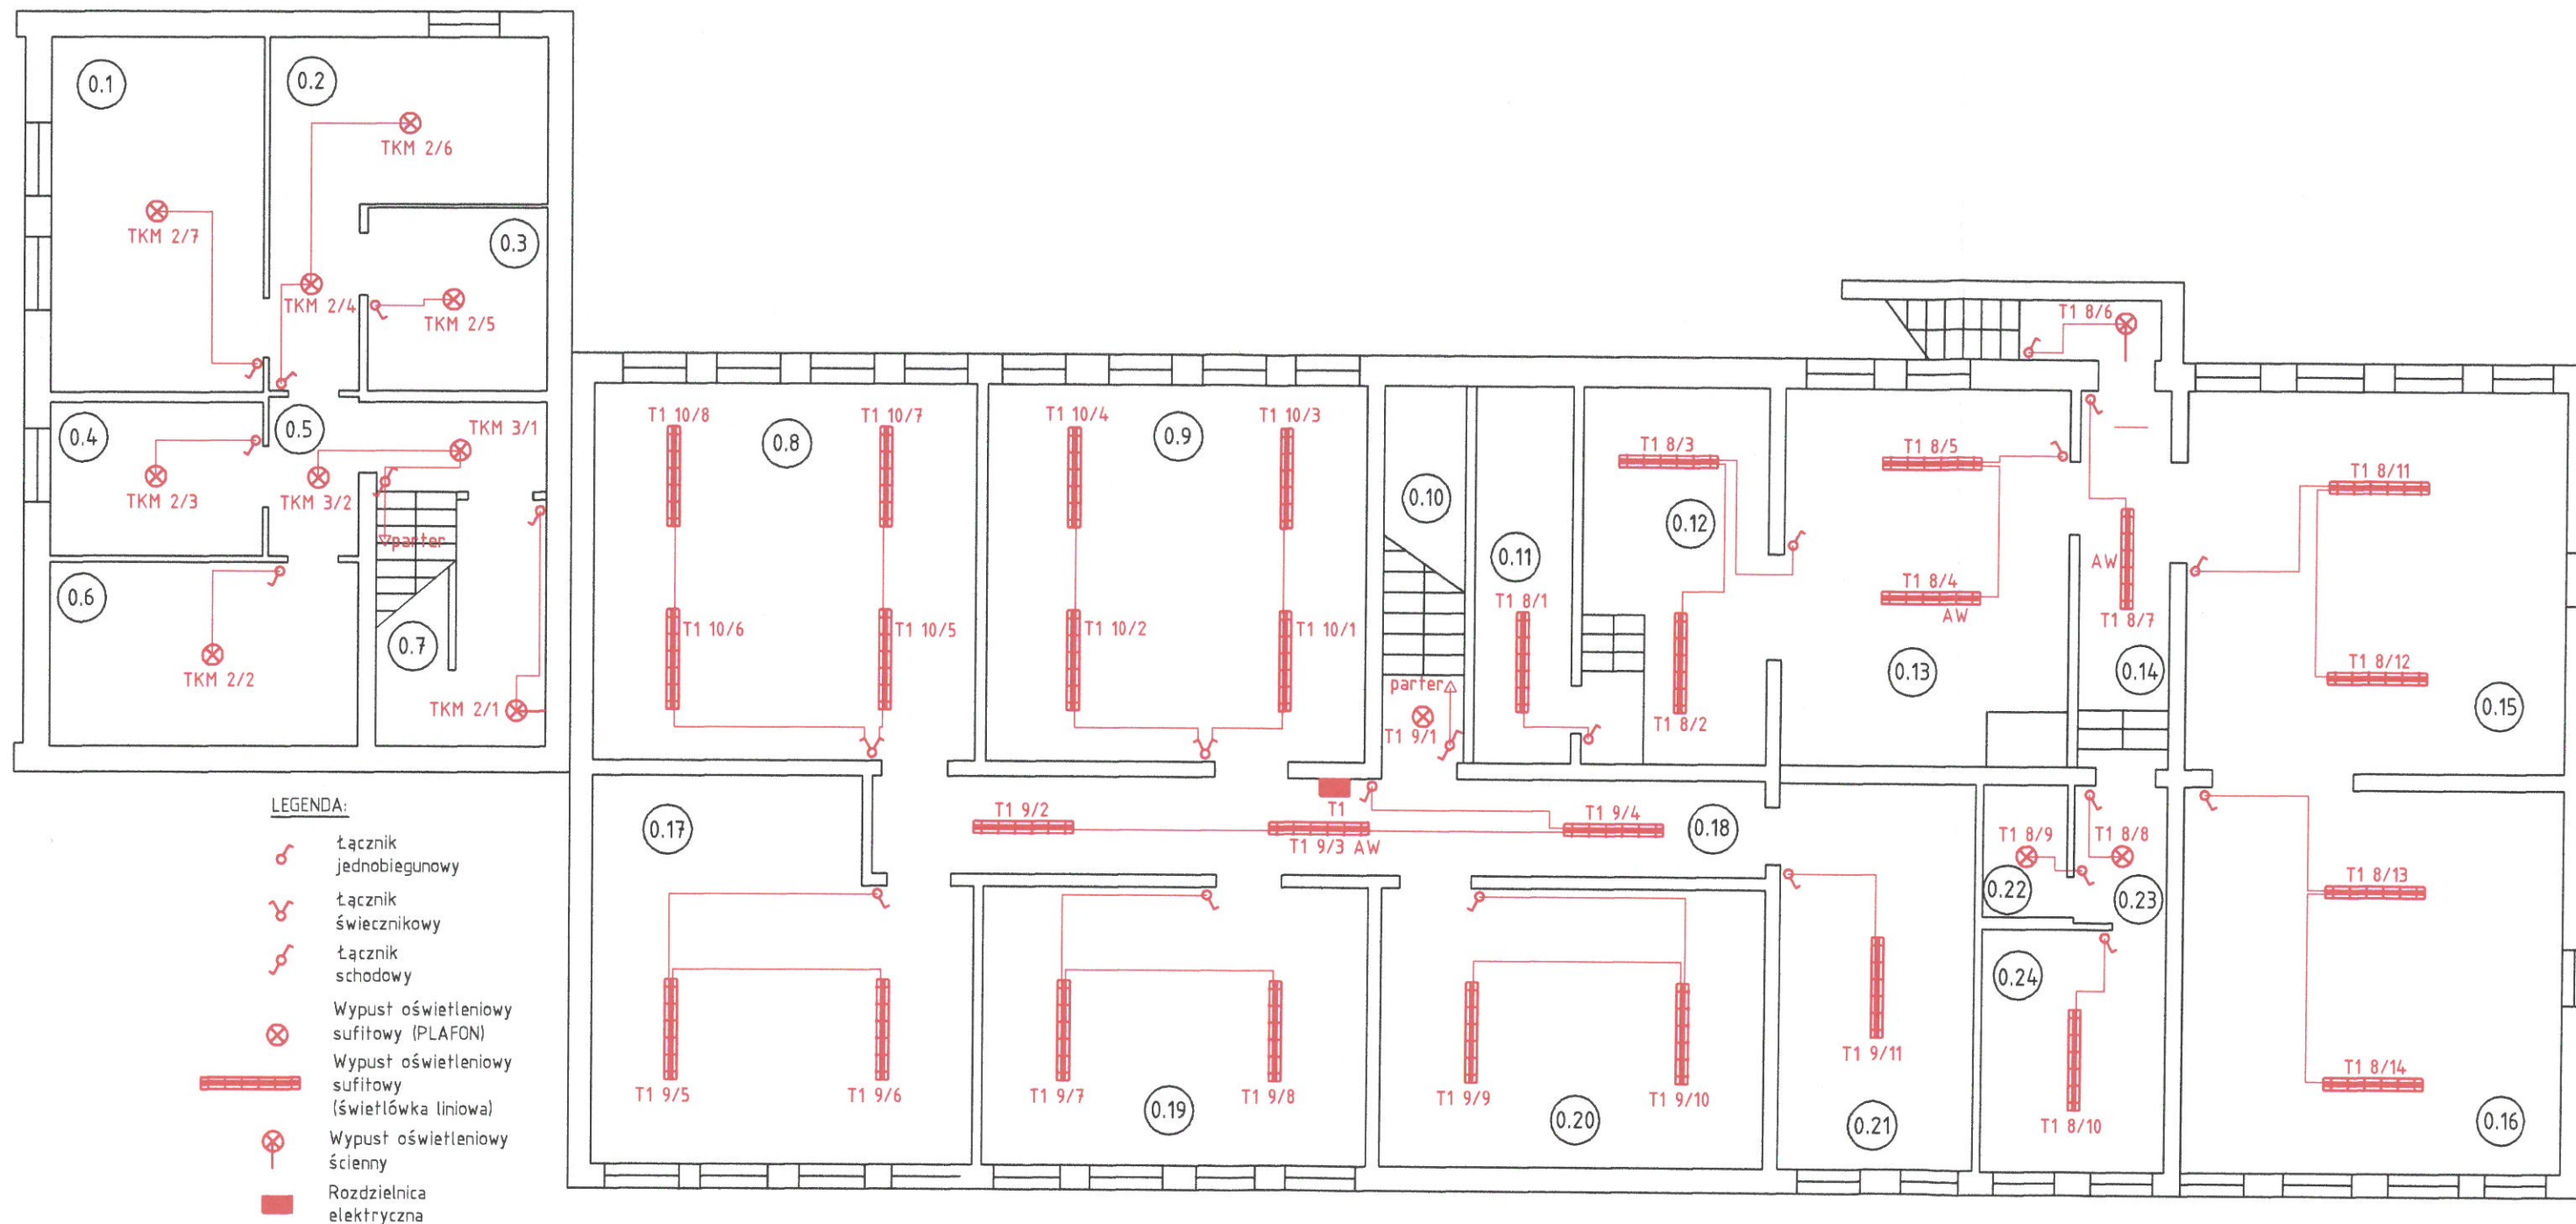 0.1
0.2
TKM 2/6
TKM 2/7
0.3
TKM 2/4
TKM 2/5
0.4
0.5
TKM 3/1
TKM 2/3
TKM 3/2
parter
0.6
0.7
TKM 2/2
TKM 2/1
T1 10/8
T1 10/7
0.8
T1 10/6
T1 10/5
T1 10/4
T1 10/3
0.9
T1 10/2
T1 10/1
0.10
parter
T1 9/1
0.11
T1 8/1
T1 8/3
0.12
T1 8/2
T1 8/5
T1 8/4
AW
0.13
T1 8/6
AW
T1 8/7
0.14
T1 8/11
T1 8/12
0.15
0.17
T1 9/2
T1
T1 9/3 AW
T1 9/4
0.18
T1 9/5
T1 9/6
T1 9/7
T1 9/8
0.19
T1 9/9
T1 9/10
0.20
T1 9/11
0.21
T1 8/9
T1 8/8
0.22
0.23
0.24
T1 8/10
T1 8/13
T1 8/14
0.16
LEGENDA:
Łącznik
jednobiegunowy
Łącznik
świecznikowy
Łącznik
schodowy
Wypust oświetleniowy
sufitowy (PLAFON)
Wypust oświetleniowy
sufitowy
(świetlówka liniowa)
Wypust oświetleniowy
ścienny
Rozdzielnica
elektryczna